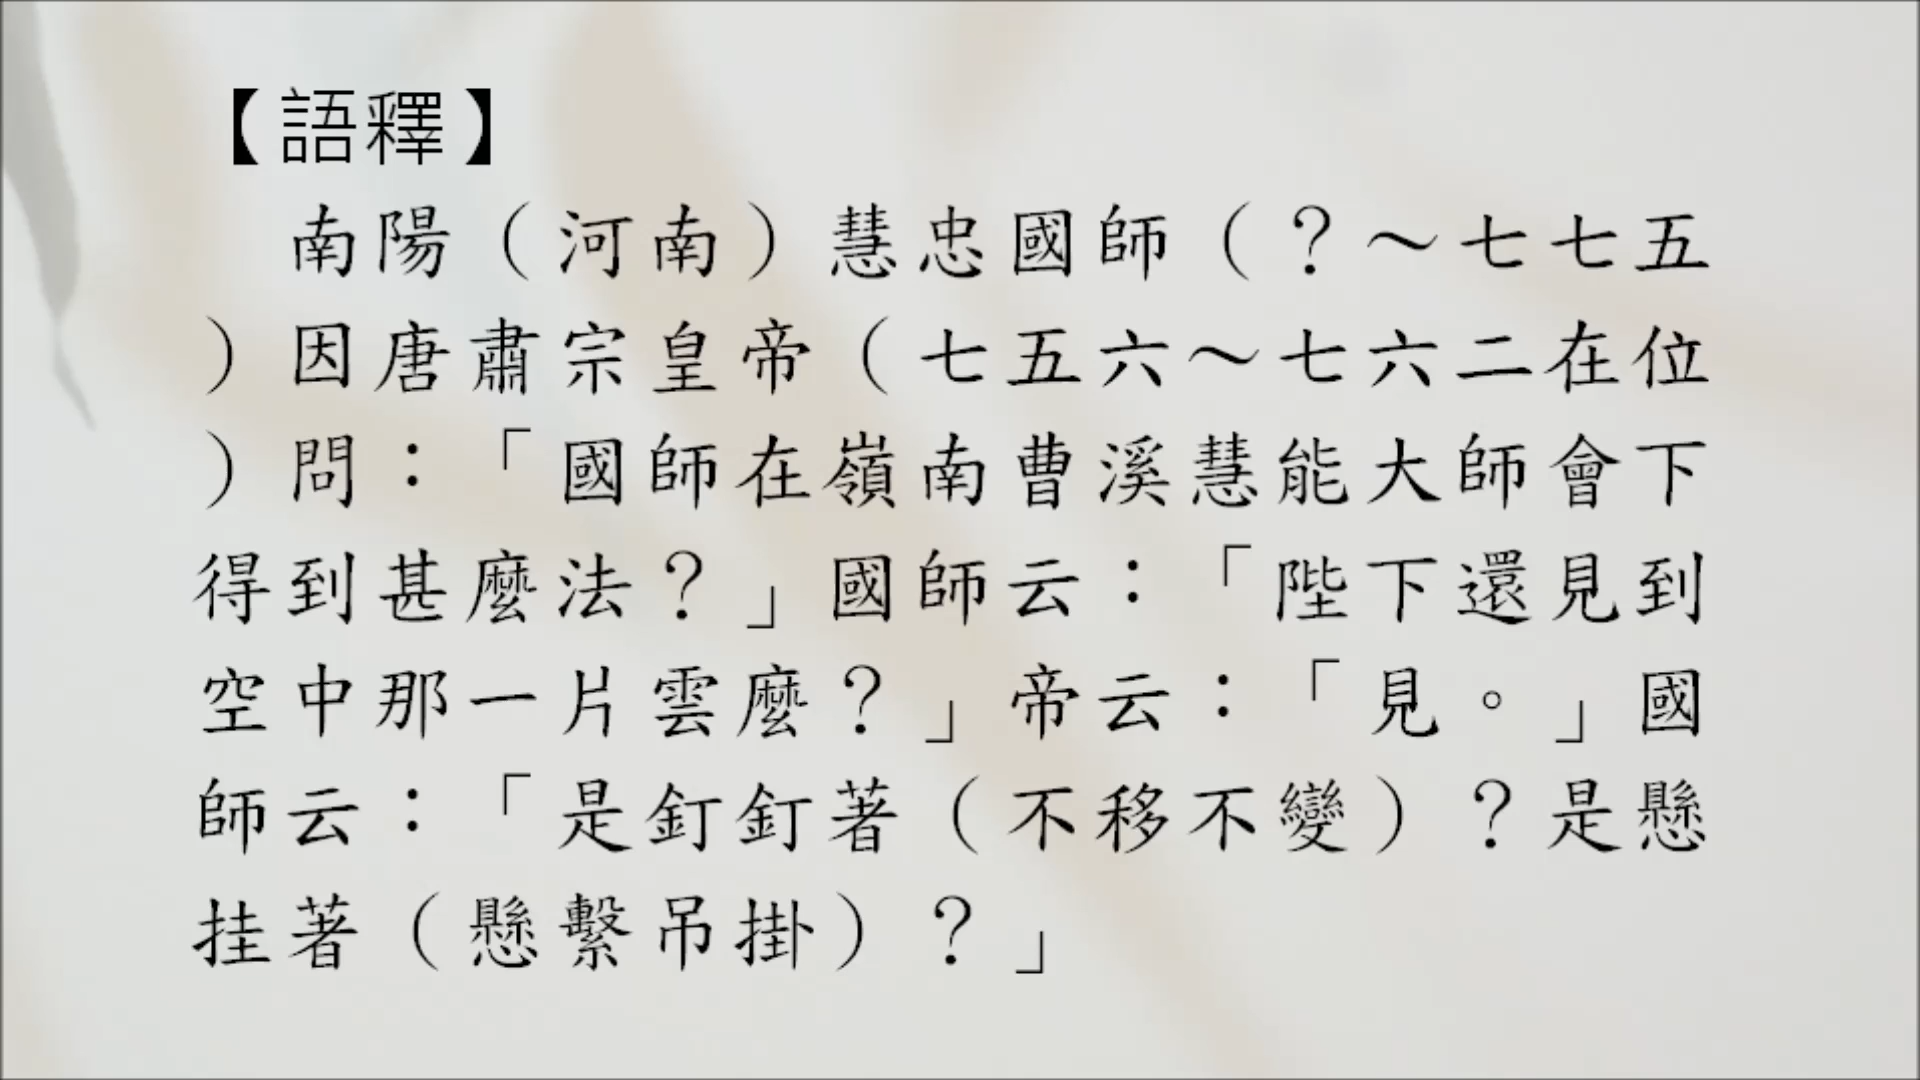 【語釋】
南陽（河南）慧忠國師（？～七七五
）因唐肅宗皇帝（七五六～七六二在位
）問：「國師在嶺南曹溪慧能大師會下
得到甚麼法？」國師云：「陛下還見到
空中那一片雲麼？」帝云：「見。」國
師云：「是釘釘著（不移不變）？是懸
挂著（懸繫吊掛）？」